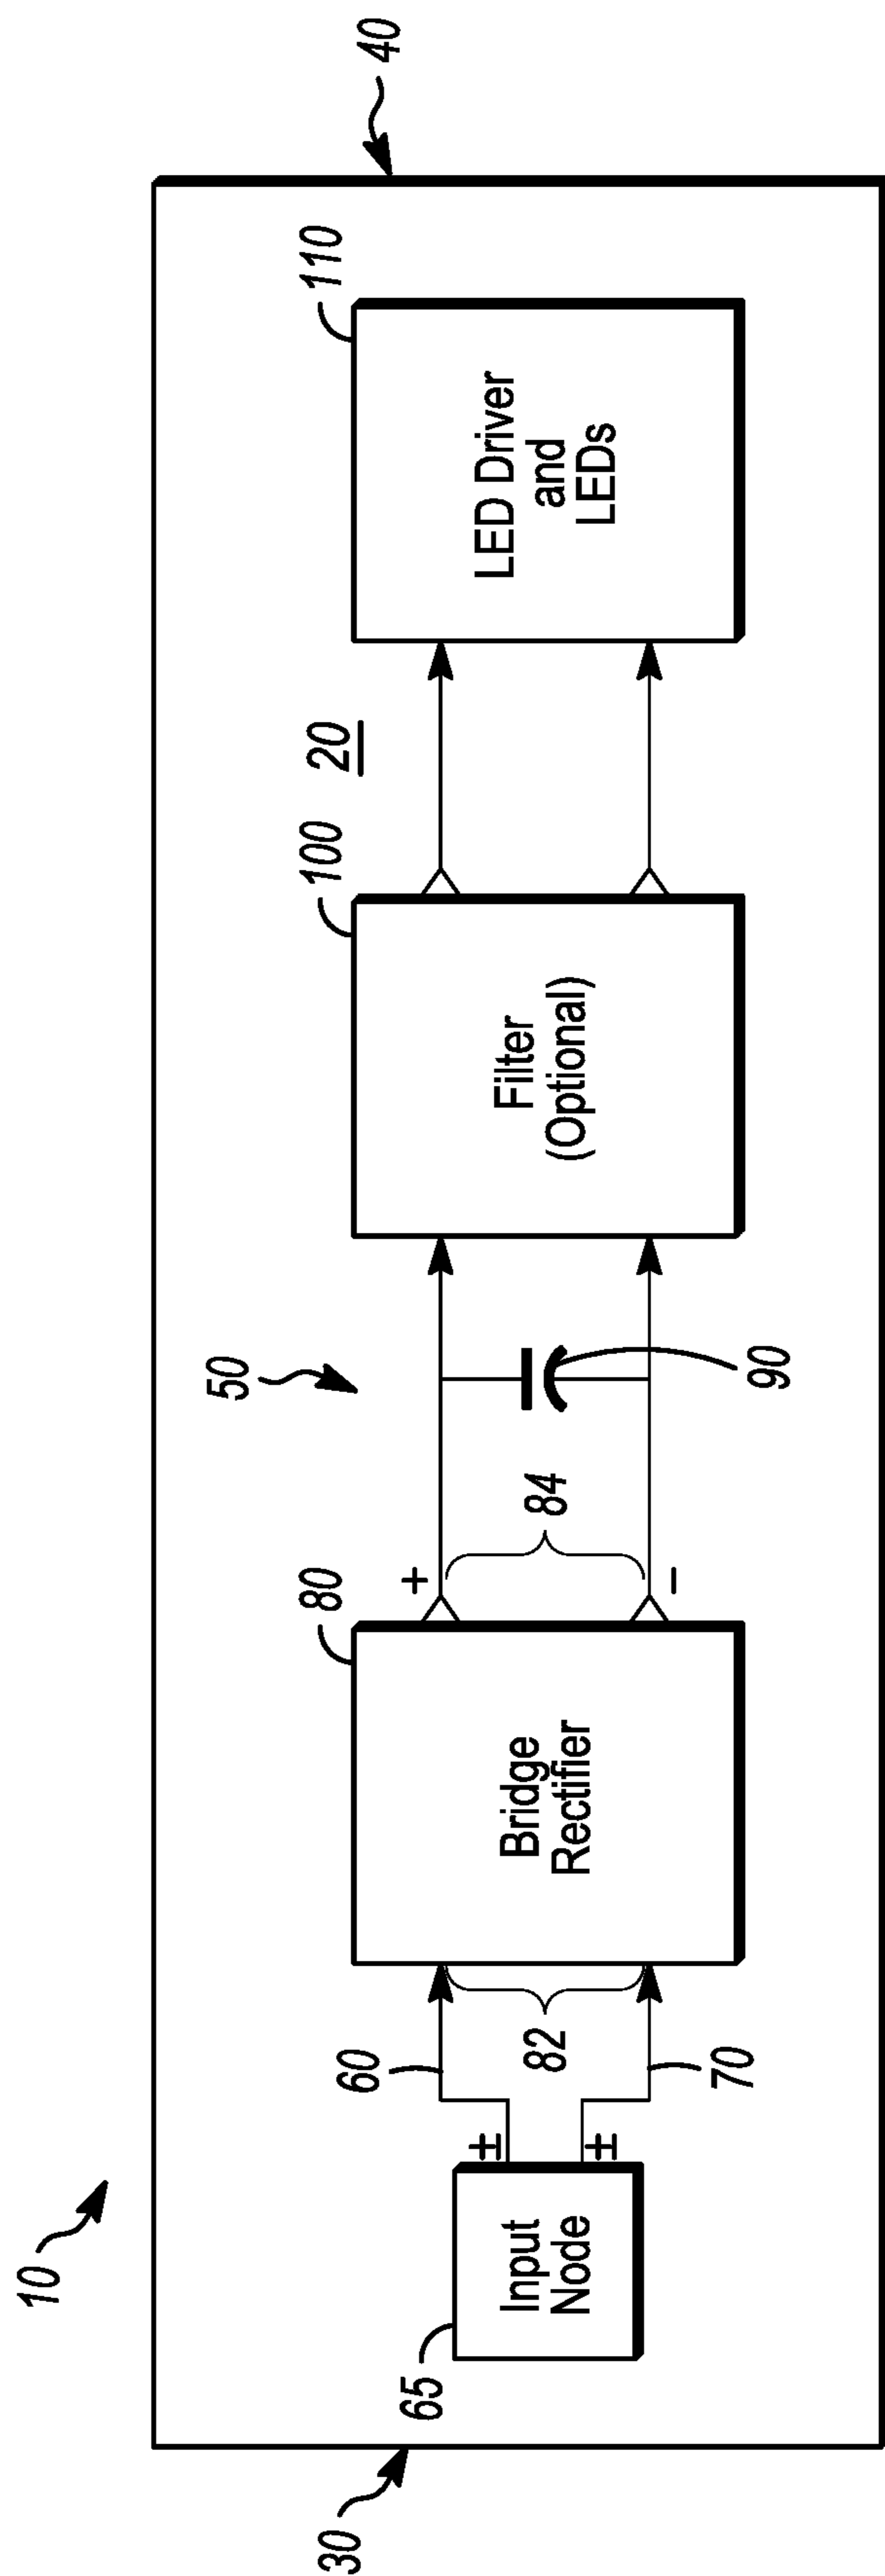 10
30
40
65
Input
Node
±
±
60
70
82
80
Bridge
Rectifier
+
−
84
50
90
100
Filter
(Optional)
20
110
LED Driver
and
LEDs